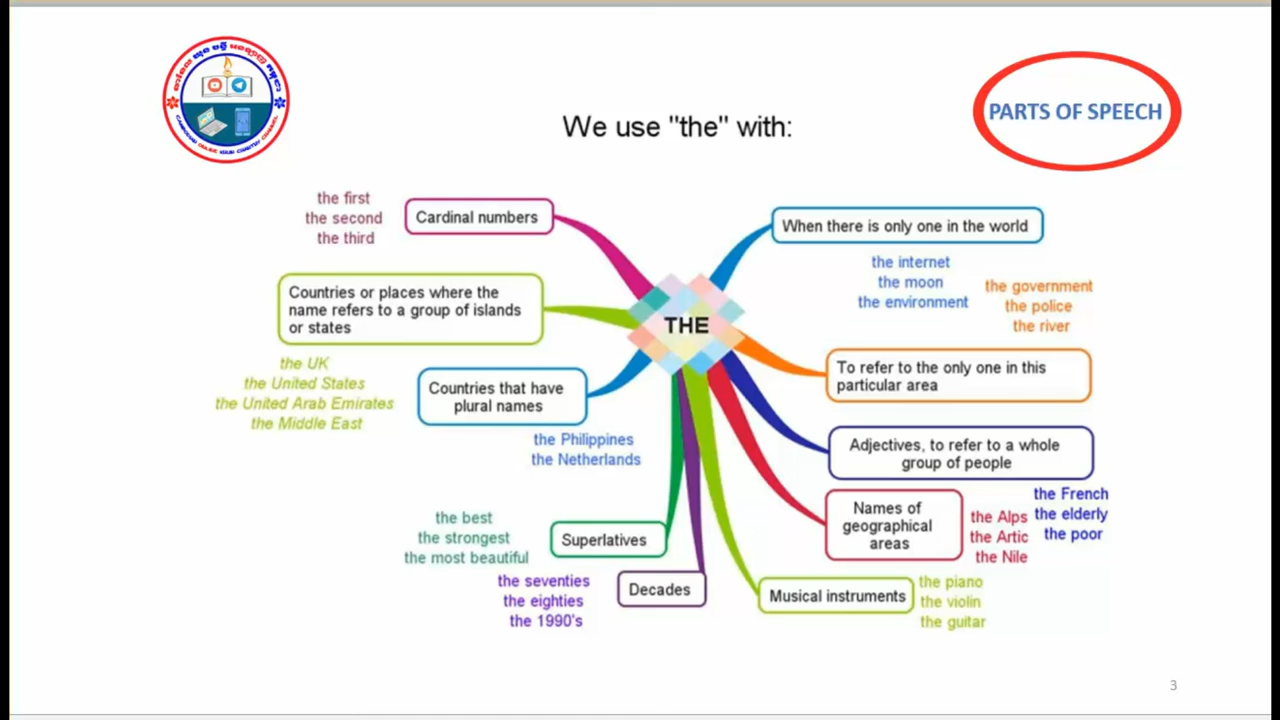 PARTS OF SPEECH
We use "the" with:
the first
the second
the third
Cardinal numbers
When there is only one in the world
the internet
the moon
the environment
the government
the police
the river
Countries or places where the
name refers to a group of islands
or states
THE
the UK
the United States
the United Arab Emirates
the Middle East
Countries that have
plural names
the Philippines
the Netherlands
To refer to the only one in this
particular area
Adjectives, to refer to a whole
group of people
the French
the elderly
the poor
Names of
geographical
areas
the Alps
the Artic
the Nile
the best
the strongest
the most beautiful
Superlatives
the seventies
the eighties
the 1990's
Decades
Musical instruments
the piano
the violin
the guitar
3